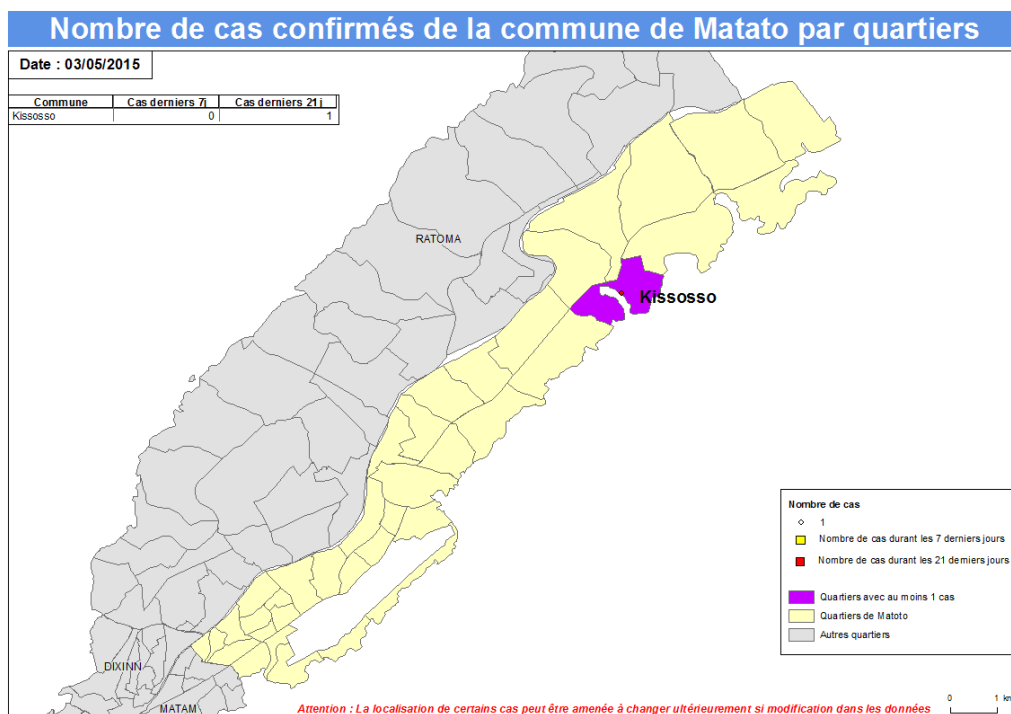 Nombre de cas confirmés de la commune de Matato par quartiers
Date : 03/05/2015
Commune Cas derniers 7j Cas derniers 21 j
Kissosso 0 1
RATOMA
Kissosso
Nombre de cas
1
Nombre de cas durant les 7 derniers jours
Nombre de cas durant les 21 derniers jours
Quartiers avec au moins 1 cas
Quartiers de Matoto
Autres quartiers
DIXINN
MATAM
0 1 km
Attention : La localisation de certains cas peut être amenée à changer ultérieurement si modification dans les données